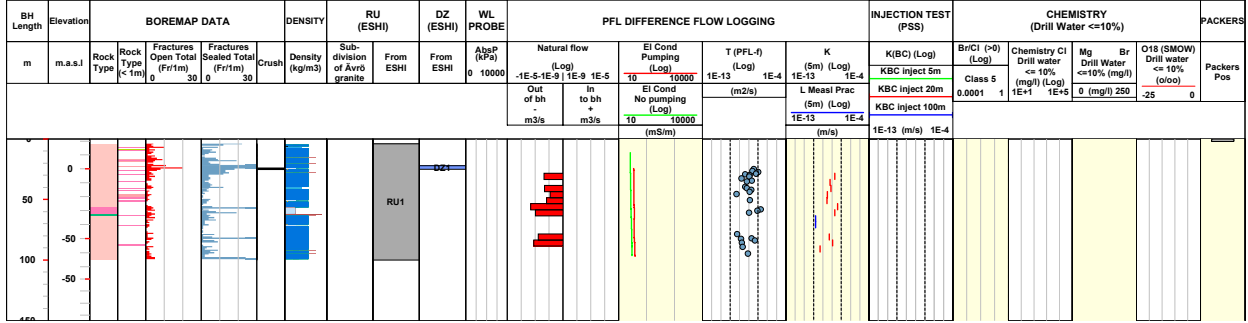 BH
Length
Elevation
BOREMAP DATA
DENSITY
RU
(ESHI)
DZ
(ESHI)
WL
PROBE
PFL DIFFERENCE FLOW LOGGING
INJECTION TEST
(PSS)
CHEMISTRY
(Drill Water <=10%)
PACKERS
m
m.a.s.l
Rock
Type
Rock
Type
(< 1m)
Fractures
Open Total
(Fr/1m)
0 30
Fractures
Sealed Total
(Fr/1m)
0 30
Crush
Density
(kg/m3)
Sub-
division
of Ävrö
granite
From
ESHI
From
ESHI
AbsP
(kPa)
0 10000
Natural flow
(Log)
-1E-5-1E-9 1E-9 1E-5
Out
of bh
-
m3/s
In
to bh
+
m3/s
El Cond
Pumping
(Log)
10 10000
El Cond
No pumping
(Log)
10 10000
(mS/m)
T (PFL-f)
(Log)
1E-13 1E-4
(m2/s)
K
(5m) (Log)
1E-13 1E-4
L Measl Prac
(5m) (Log)
1E-13 1E-4
(m/s)
K(BC) (Log)
KBC inject 5m
KBC inject 20m
KBC inject 100m
1E-13 (m/s) 1E-4
Br/Cl (>0)
(Log)
Class 5
0.0001 1
Chemistry Cl
Drill water
<= 10%
(mg/l) (Log)
1E+1 1E+5
Mg Br
Drill Water
<=10% (mg/l)
0 (mg/l) 250
O18 (SMOW)
Drill water
<= 10%
(o/oo)
-25 0
Packers
Pos
0
DZ1
50
RU1
-50
100
-50